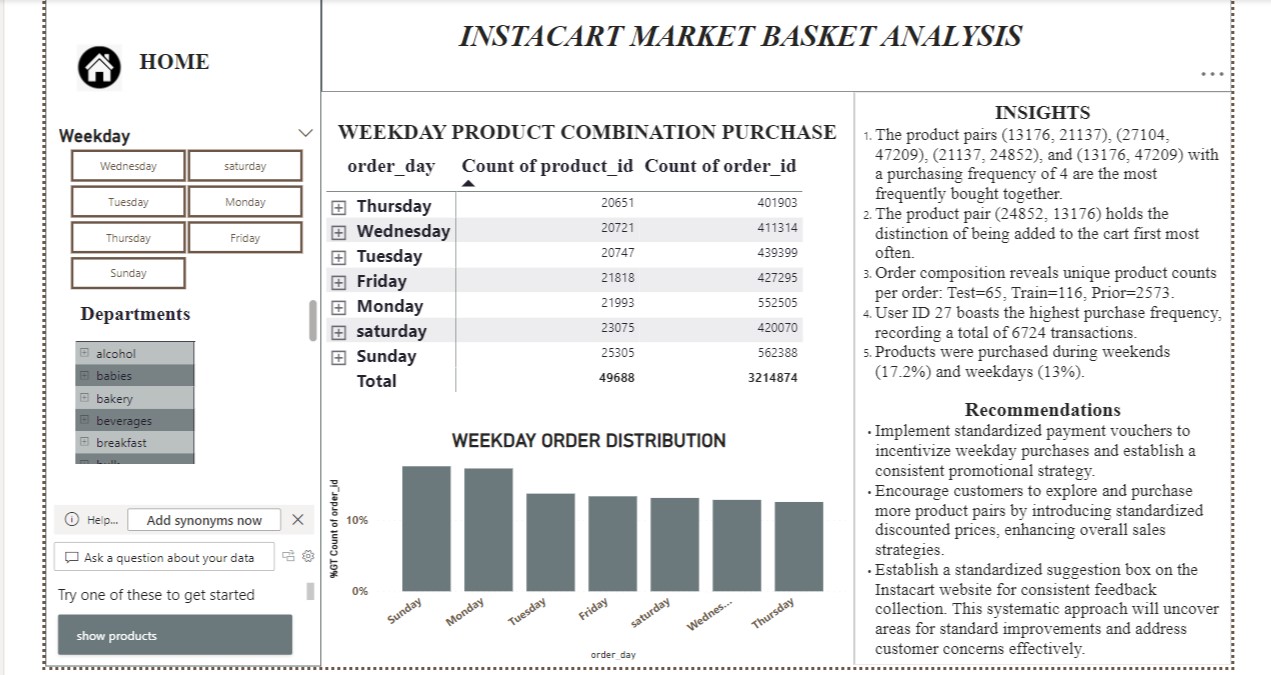 INSTACART MARKET BASKET ANALYSIS
HOME
Weekday
Wednesday saturday
Tuesday Monday
Thursday Friday
Sunday
Departments
alcohol
babies
bakery
beverages
breakfast
Help... Add synonyms now
Ask a question about your data
Try one of these to get started
show products
WEEKDAY PRODUCT COMBINATION PURCHASE
order_day Count of product_id Count of order_id
Thursday 20651 401903
Wednesday 20721 411314
Tuesday 20747 439399
Friday 21818 427295
Monday 21993 552505
saturday 23075 420070
Sunday 25305 562388
Total 49688 3214874
WEEKDAY ORDER DISTRIBUTION
%GT Count of order_id
10%
0%
Sunday Monday Tuesday Friday saturday Wednes... Thursday
order_day
INSIGHTS
1. The product pairs (13176, 21137), (27104,
47209), (21137, 24852), and (13176, 47209) with
a purchasing frequency of 4 are the most
frequently bought together.
2. The product pair (24852, 13176) holds the
distinction of being added to the cart first most
often.
3. Order composition reveals unique product counts
per order: Test=65, Train=116, Prior=2573.
4. User ID 27 boasts the highest purchase frequency,
recording a total of 6724 transactions.
5. Products were purchased during weekends
(17.2%) and weekdays (13%).
Recommendations
• Implement standardized payment vouchers to
incentivize weekday purchases and establish a
consistent promotional strategy.
• Encourage customers to explore and purchase
more product pairs by introducing standardized
discounted prices, enhancing overall sales
strategies.
• Establish a standardized suggestion box on the
Instacart website for consistent feedback
collection. This systematic approach will uncover
areas for standard improvements and address
customer concerns effectively.